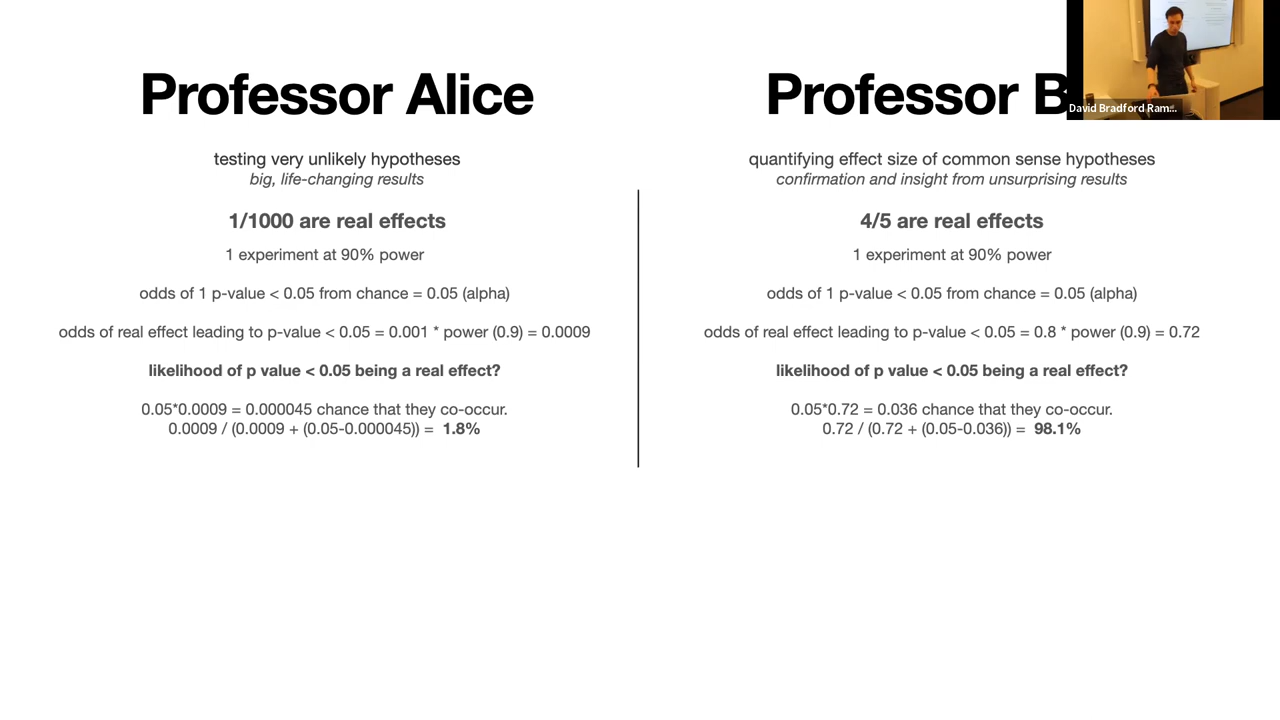 Professor Alice
testing very unlikely hypotheses
big, life-changing results
1/1000 are real effects
1 experiment at 90% power
odds of 1 p-value < 0.05 from chance = 0.05 (alpha)
odds of real effect leading to p-value < 0.05 = 0.001 * power (0.9) = 0.0009
likelihood of p value < 0.05 being a real effect?
0.05*0.0009 = 0.000045 chance that they co-occur.
0.0009 / (0.0009 + (0.05-0.000045)) = 1.8%
Professor
quantifying effect size of common sense hypotheses
confirmation and insight from unsurprising results
4/5 are real effects
1 experiment at 90% power
odds of 1 p-value < 0.05 from chance = 0.05 (alpha)
odds of real effect leading to p-value < 0.05 = 0.8 * power (0.9) = 0.72
likelihood of p value < 0.05 being a real effect?
0.05*0.72 = 0.036 chance that they co-occur.
0.72 / (0.72 + (0.05-0.036)) = 98.1%
David Bradford Ram...